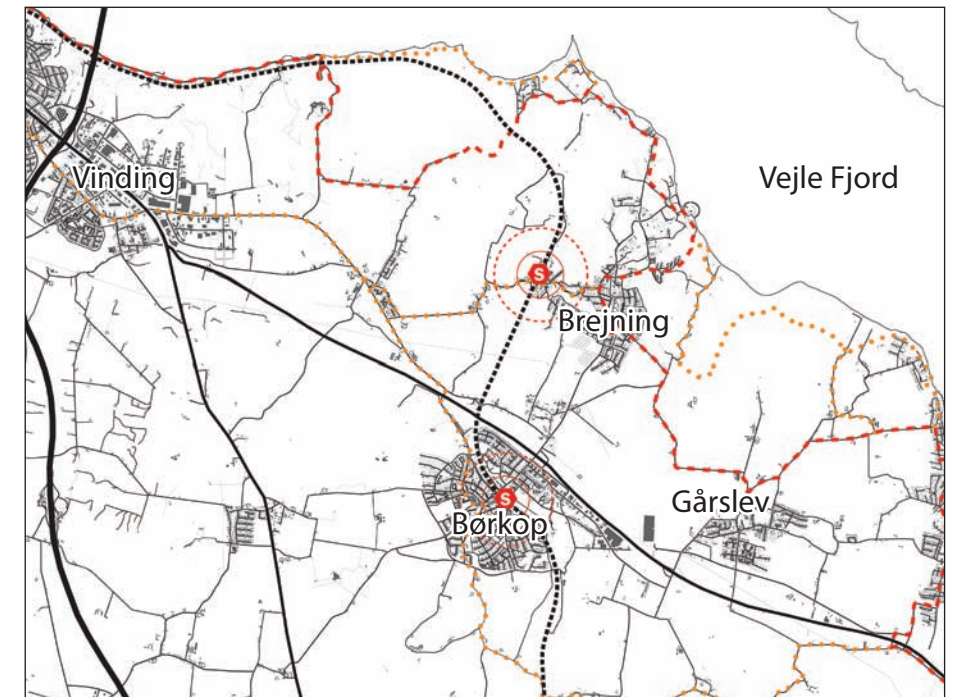 Vinding
Vejle Fjord
S
Brejning
S
Gårslev
Børkop